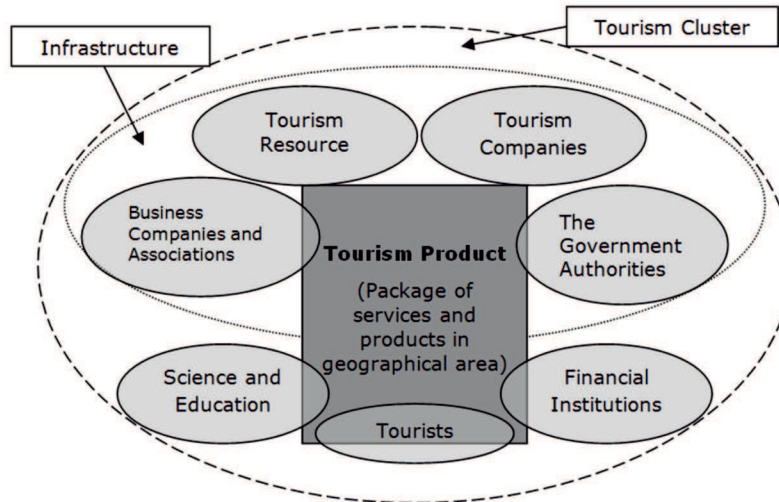 Infrastructure
Tourism Cluster
Tourism
Resource
Tourism
Companies
Business
Companies and
Associations
Tourism Product
(Package of
services and
products in
geographical area)
The
Government
Authorities
Science and
Education
Financial
Institutions
Tourists